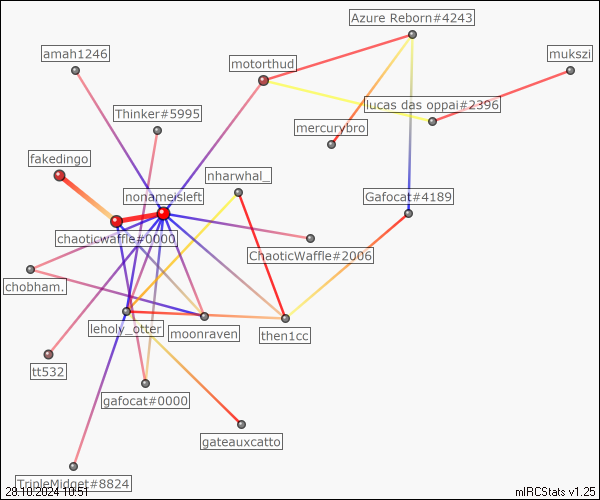 Azure Reborn#4243
amah1246
mukszi
motorthud
lucas das oppai#2396
Thinker#5995
mercurybro
fakedingo
nharwhal_
nonameisleft
Gafocat#4189
chaoticwaffle#0000
ChaoticWaffle#2006
chobham.
leholy_otter
moonraven
then1cc
tt532
gafocat#0000
gateauxcatto
TripleMidget#8824
28.10.2024 10:51
mIRCStats v1.25